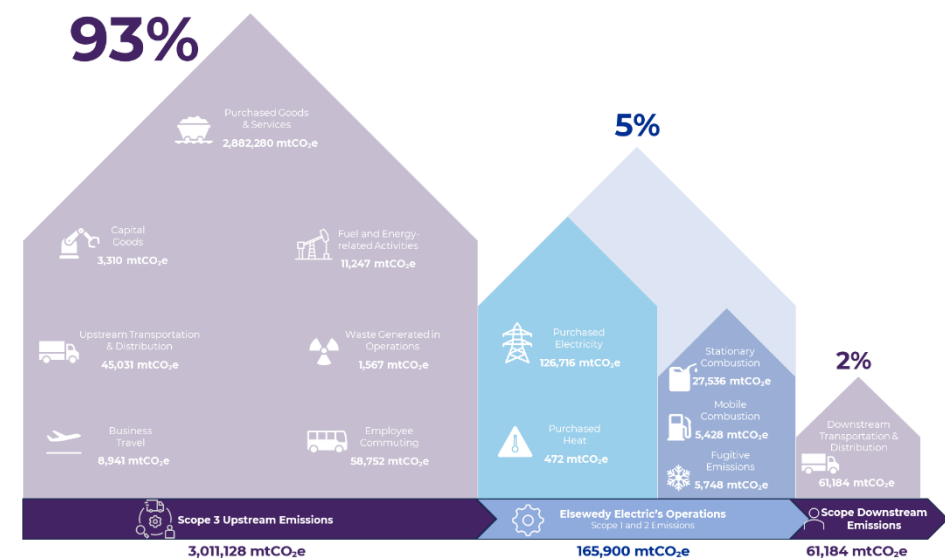 93%
Purchased Goods
& Services
2,882,280 mtCO₂e
Capital
Goods
3,310 mtCO₂e
Fuel and Energy-
related Activities
11,247 mtCO₂e
Upstream Transportation
& Distribution
45,031 mtCO₂e
Waste Generated in
Operations
1,567 mtCO₂e
Business
Travel
8,941 mtCO₂e
Employee
Commuting
58,752 mtCO₂e
Scope 3 Upstream Emissions
3,011,128 mtCO₂e
5%
Purchased
Electricity
126,716 mtCO₂e
Purchased
Heat
472 mtCO₂e
Stationary
Combustion
27,536 mtCO₂e
Mobile
Combustion
5,428 mtCO₂e
Fugitive
Emissions
5,748 mtCO₂e
Elsewedy Electric's Operations
Scope 1 and 2 Emissions
165,900 mtCO₂e
2%
Downstream
Transportation &
Distribution
61,184 mtCO₂e
Scope Downstream
Emissions
61,184 mtCO₂e